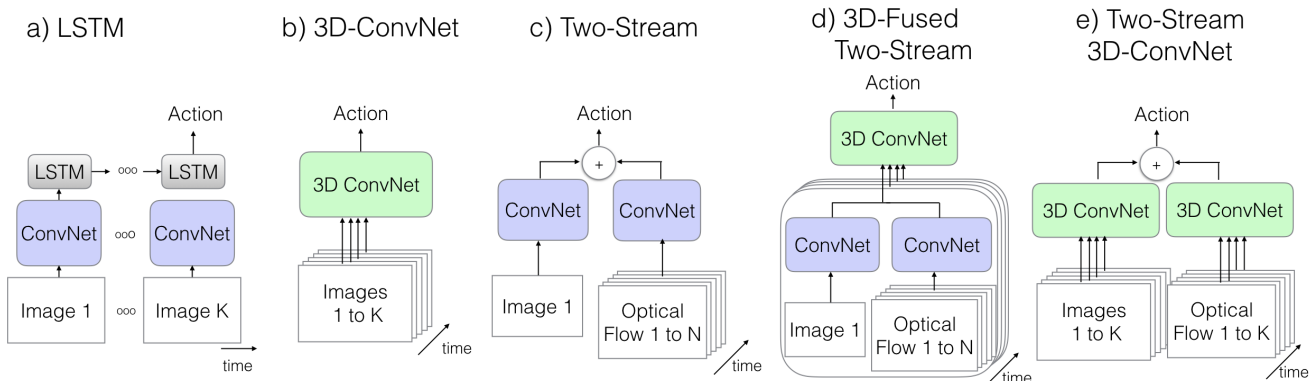 a) LSTM
Action
LSTM
ooo
LSTM
ConvNet
ooo
ConvNet
Image 1
ooo
Image K
time
b) 3D-ConvNet
Action
3D ConvNet
Images
1 to K
time
c) Two-Stream
Action
+
ConvNet
ConvNet
Image 1
Optical
Flow 1 to N
time
d) 3D-Fused
Two-Stream
Action
3D ConvNet
ConvNet
ConvNet
Image 1
Optical
Flow 1 to N
time
e) Two-Stream
3D-ConvNet
Action
+
3D ConvNet
3D ConvNet
Images
1 to K
Optical
Flow 1 to K
time